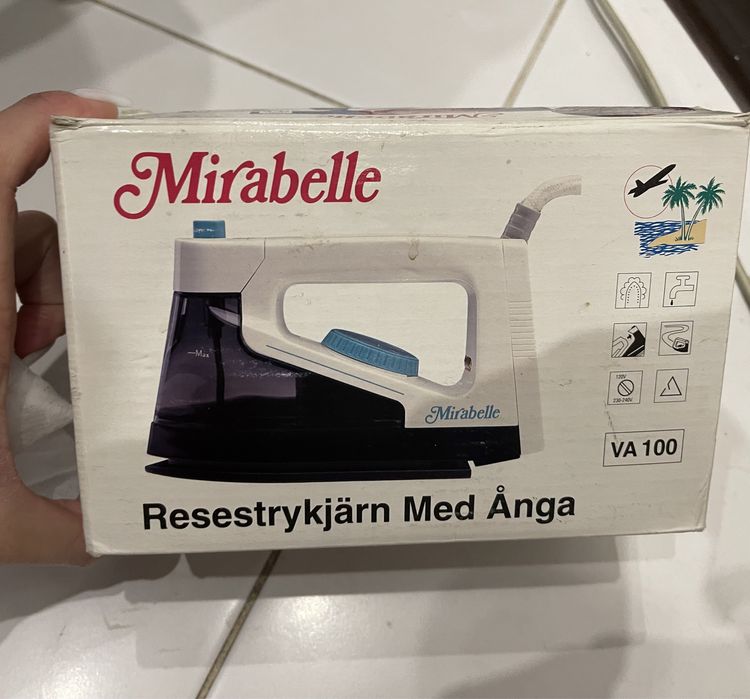 Mirabelle
Max
120V
230-240V
Mirabelle
VA 100
Resestrykjärn Med Ånga